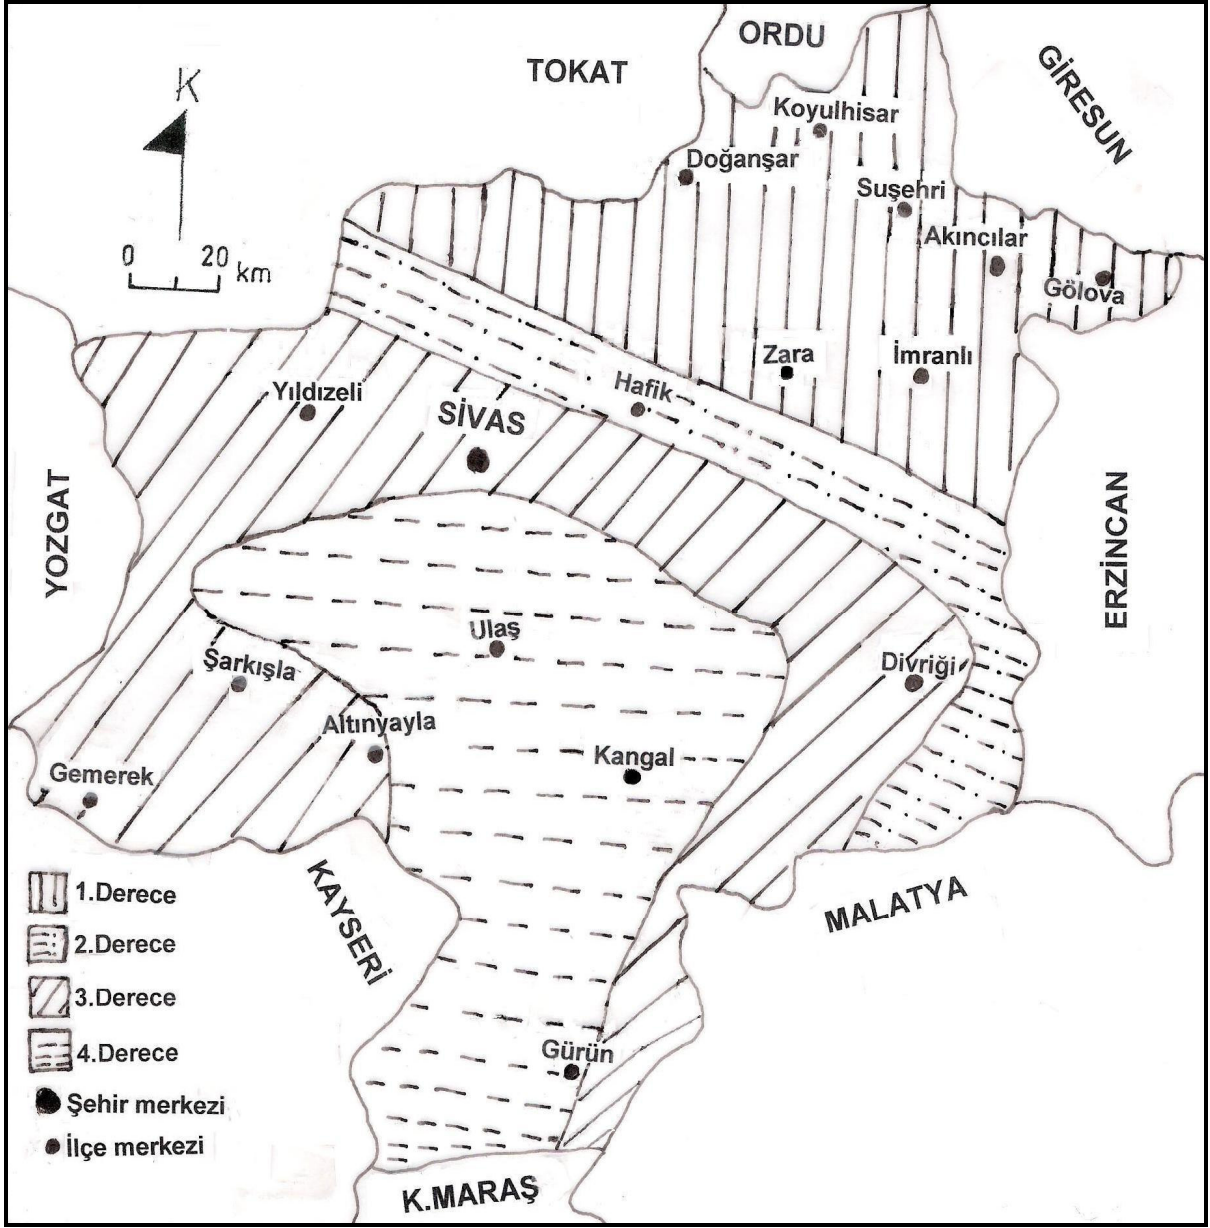 ORDU
TOKAT
GİRESUN
K
Koyulhisar
Doğanşar
Suşehri
Akıncılar
0 20 km
Gölova
Zara
İmranlı
Hafik
Yıldızeli
SİVAS
YOZGAT
ERZİNCAN
Ulaş
Şarkışla
Divriği
Altınyayla
Kangal
Gemerek
KAYSERİ
MALATYA
1.Derece
2.Derece
3.Derece
4.Derece
Gürün
Şehir merkezi
İlçe merkezi
K.MARAŞ